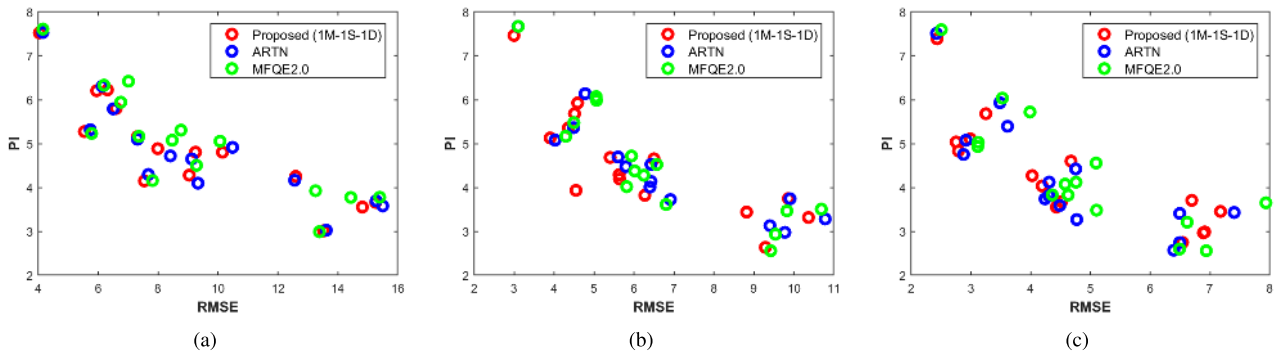 8
7
6
5
4
3
2
PI
4 6 8 10 12 14 16
RMSE
Proposed (1M-1S-1D)
ARTN
MFQE2.0
(a)
8
7
6
5
4
3
2
PI
2 3 4 5 6 7 8 9 10 11
RMSE
Proposed (1M-1S-1D)
ARTN
MFQE2.0
(b)
8
7
6
5
4
3
2
PI
2 3 4 5 6 7 8
RMSE
Proposed (1M-1S-1D)
ARTN
MFQE2.0
(c)